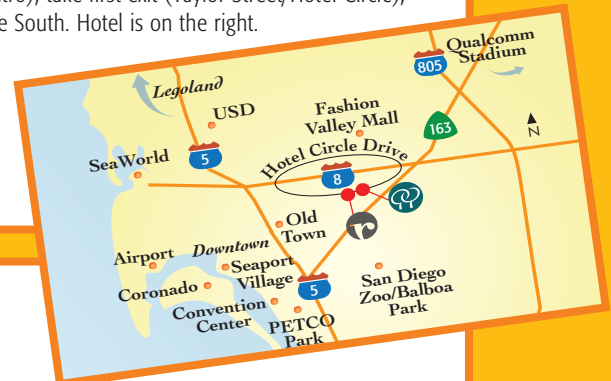 take first exit (Taylor Street/Hotel Circle),
e South. Hotel is on the right.
Qualcomm
Stadium
805
Legoland
USD
Fashion
Valley Mall
163
N
SeaWorld
5
Hotel Circle Drive
8
Old
Town
Airport
Downtown
Seaport
Village
Coronado
5
San Diego
Zoo/Balboa
Park
Convention
Center
PETCO
Park